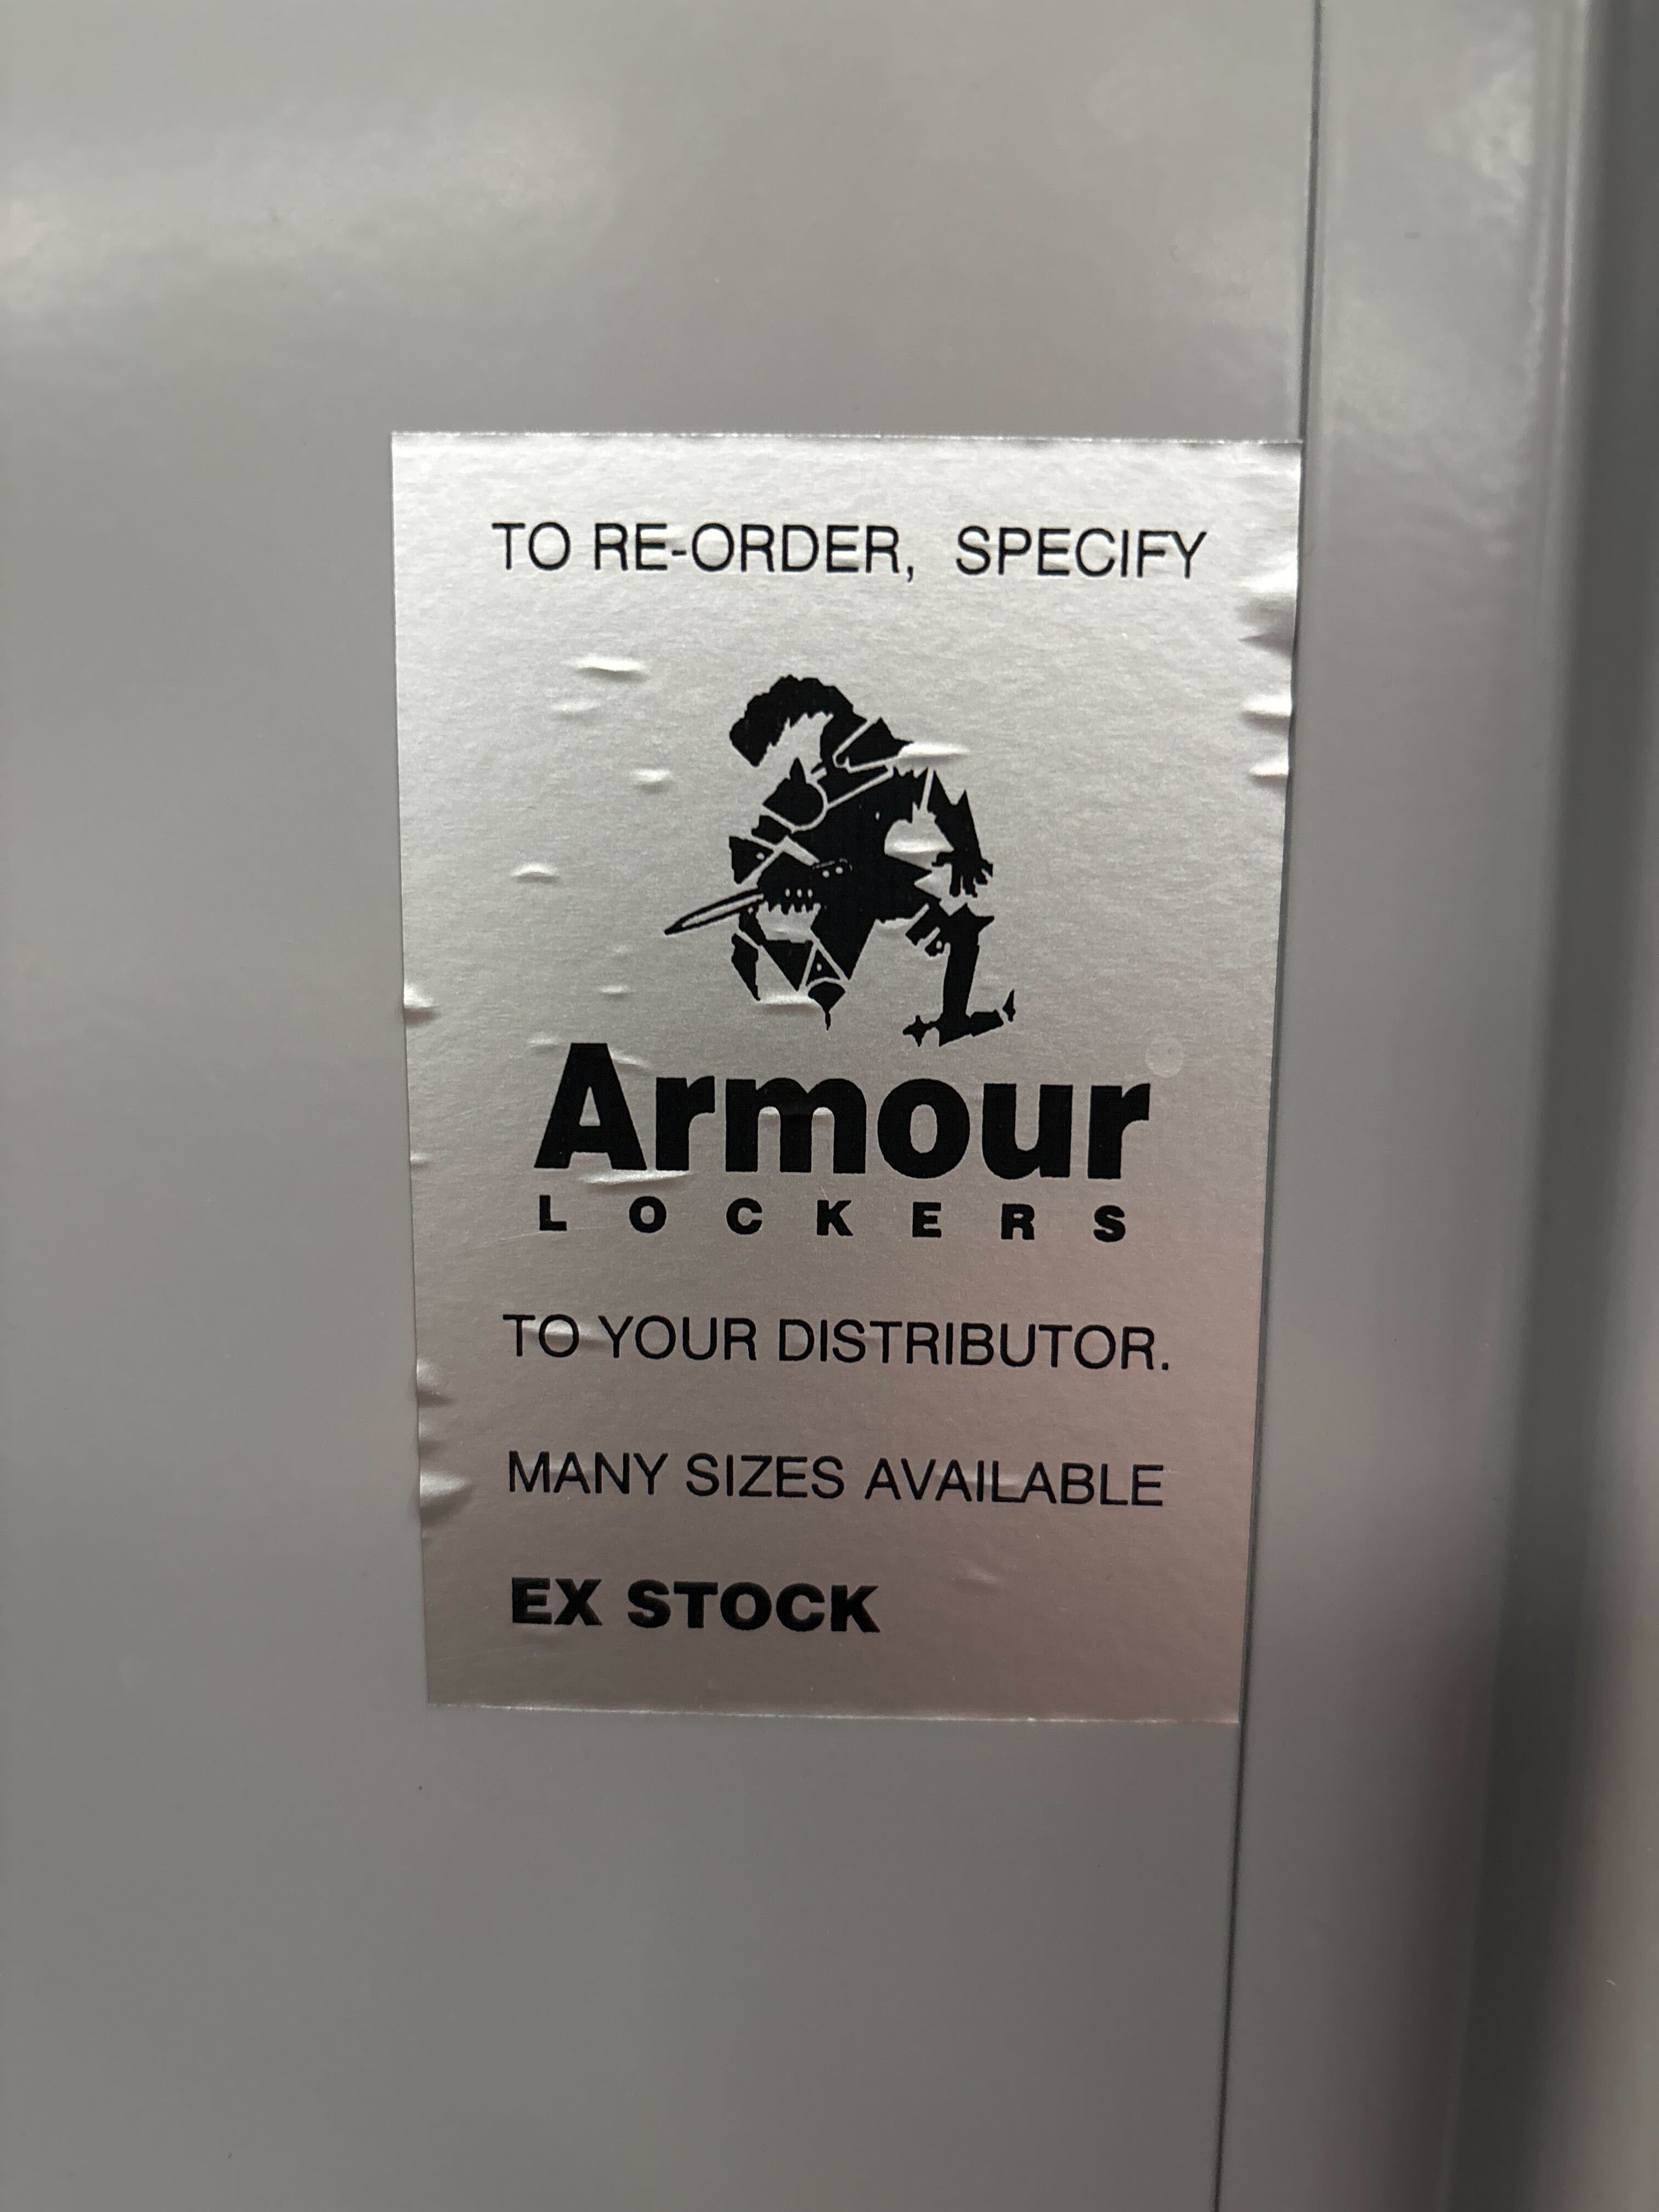 TO RE-ORDER, SPECIFY
Armour
LOCKERS
TO YOUR DISTRIBUTOR.
MANY SIZES AVAILABLE
EX STOCK